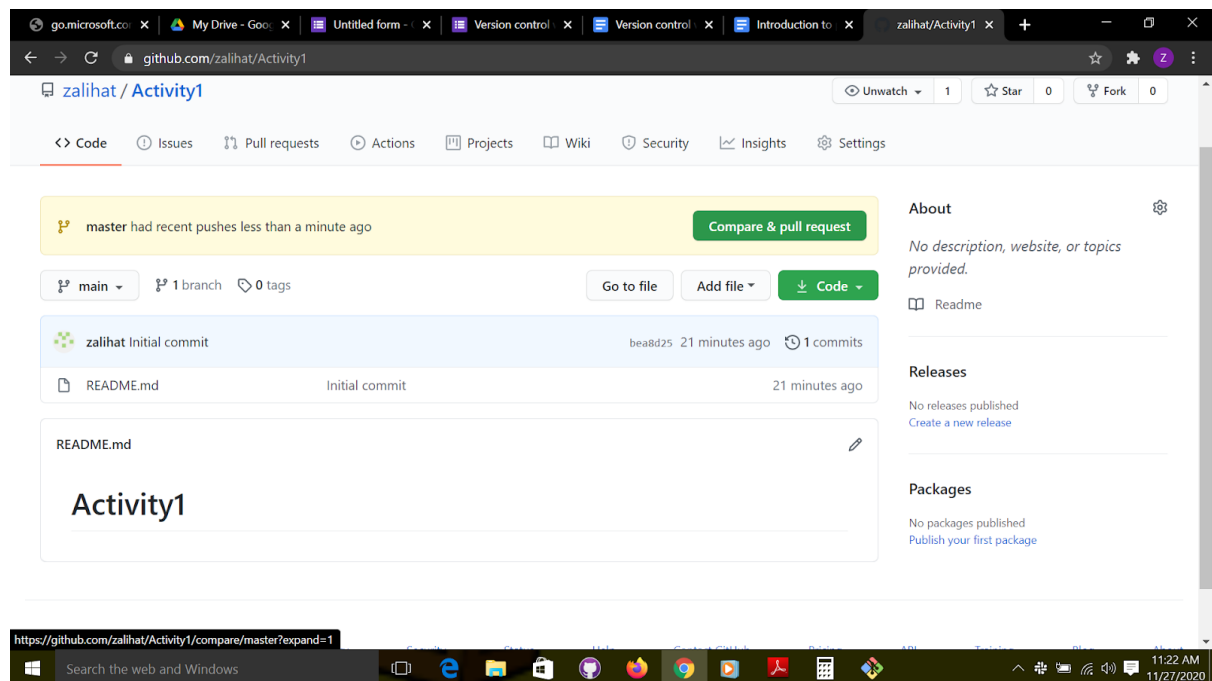 go.microsoft.co
My Drive - Goo
Untitled form -
Version control
Version control
Introduction to
zalihat/Activity1
github.com/zalihat/Activity1
Z
zalihat / Activity1
Unwatch 1
Star 0
Fork 0
Code
Issues
Pull requests
Actions
Projects
Wiki
Security
Insights
Settings
master had recent pushes less than a minute ago
Compare & pull request
main
1 branch
0 tags
Go to file
Add file
Code
zalihat Initial commit
bea8d25 21 minutes ago
1 commits
README.md
Initial commit
21 minutes ago
README.md
Activity1
About
No description, website, or topics
provided.
Readme
Releases
No releases published
Create a new release
Packages
No packages published
Publish your first package
https://github.com/zalihat/Activity1/compare/master?expand=1
Search the web and Windows
11:22 AM
11/27/2020